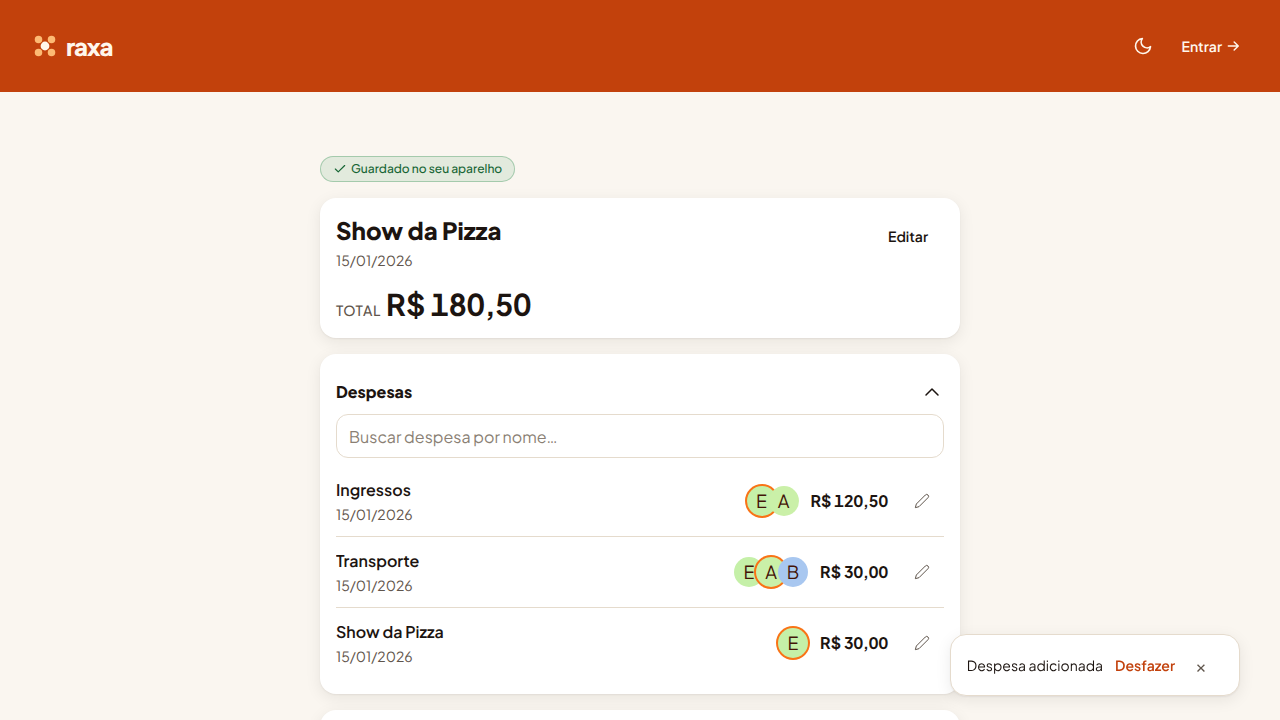 raxa
Entrar →
Guardado no seu aparelho
Show da Pizza
Editar
15/01/2026
TOTAL R$ 180,50
Despesas
Buscar despesa por nome...
Ingressos
15/01/2026
E A R$ 120,50
Transporte
15/01/2026
E A B R$ 30,00
Show da Pizza
15/01/2026
E R$ 30,00
Despesa adicionada Desfazer ×